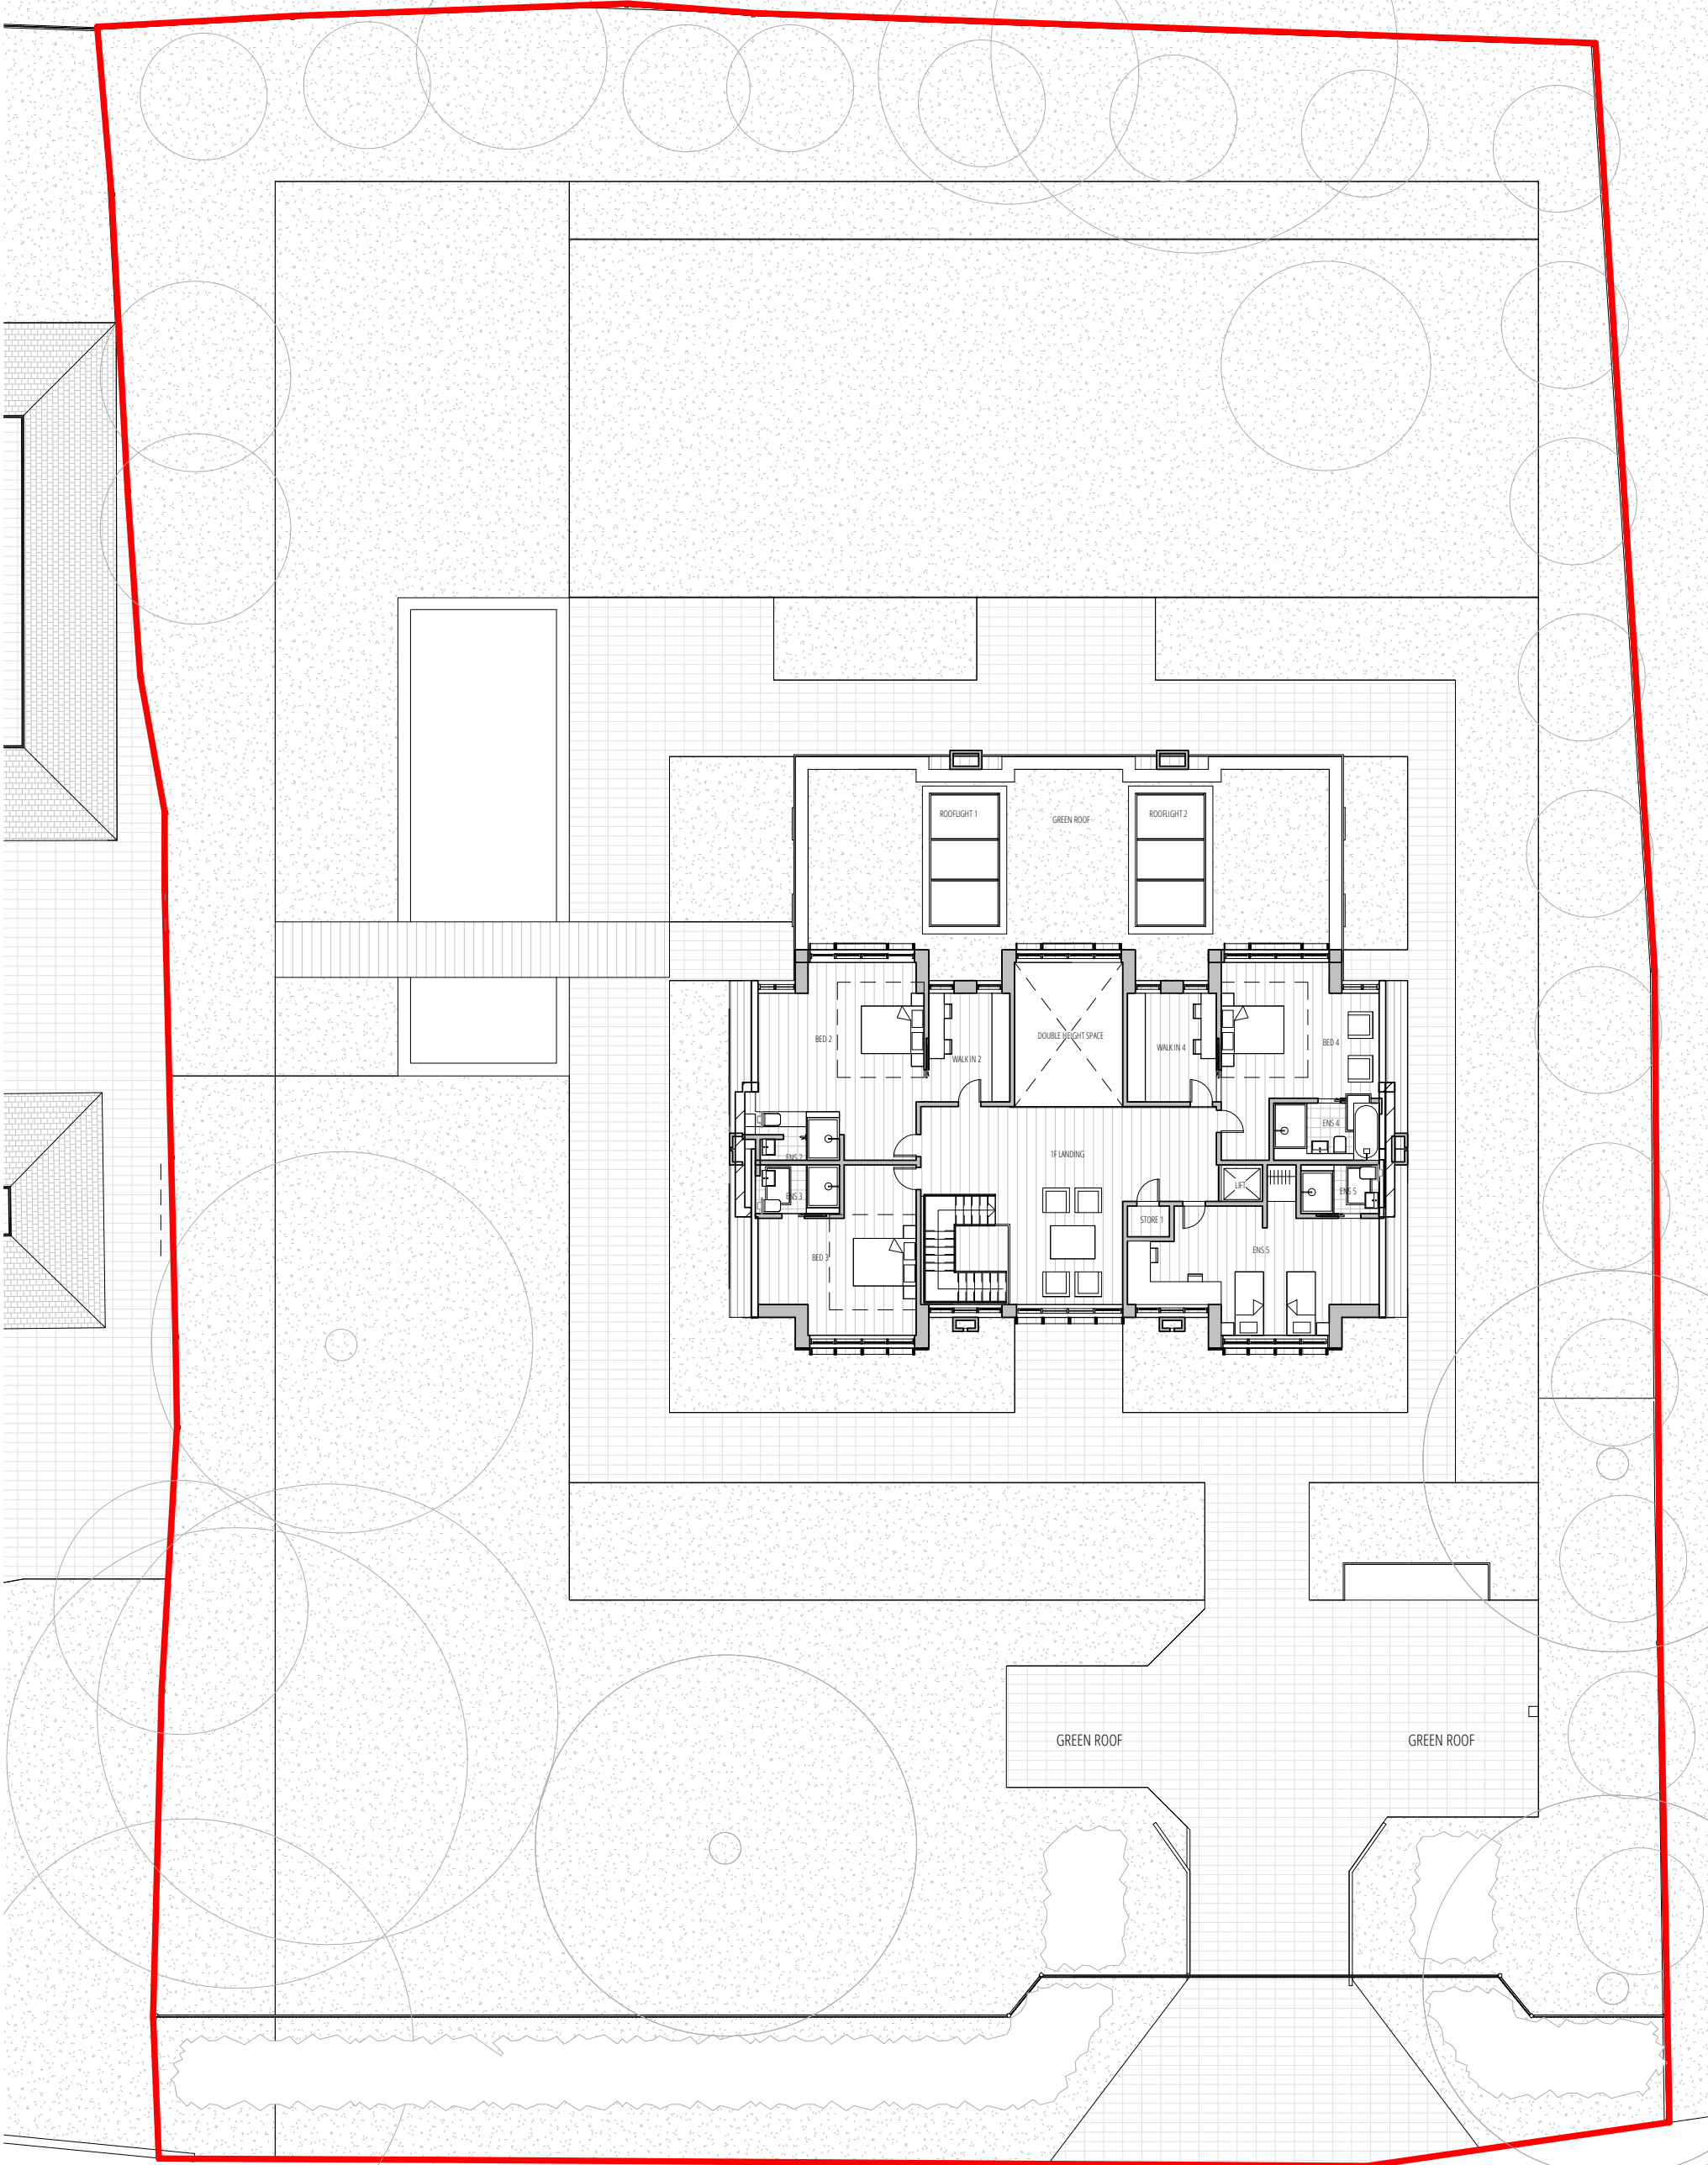 ROOFLIGHT 1
GREEN ROOF
ROOFLIGHT 2
BED 2
WALK IN 2
DOUBLE HEIGHT SPACE
WALK IN 4
BED 4
ENS 4
ENS 2
1F LANDING
ENS 3
LIFT
ENS 5
STORE 1
BED 3
ENS 5
GREEN ROOF
GREEN ROOF